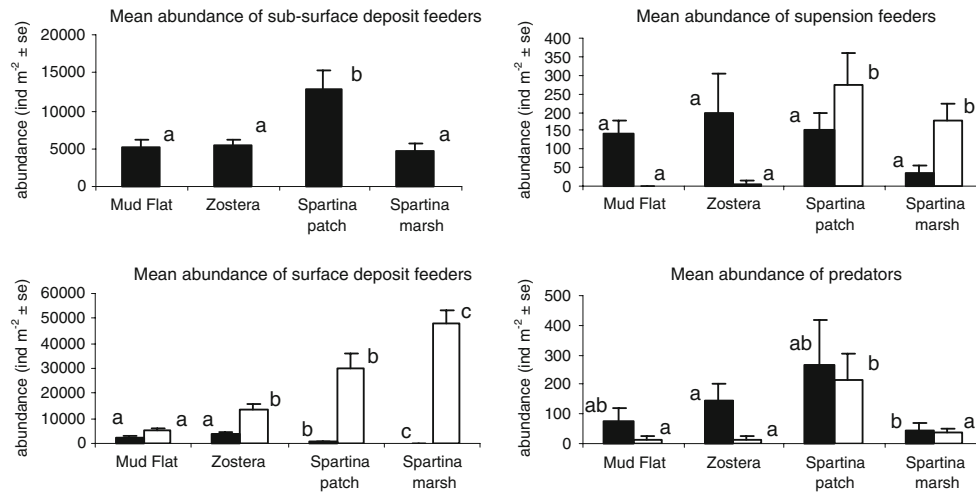 Mean abundance of sub-surface deposit feeders
abundance (ind m⁻² ± se)
20000
15000
10000
5000
0
a
a
b
a
Mud Flat
Zostera
Spartina
patch
Spartina
marsh
Mean abundance of supension feeders
abundance (ind m⁻² ± se)
400
350
300
250
200
150
100
50
0
a
a
a
a
a
b
a
b
Mud Flat
Zostera
Spartina
patch
Spartina
marsh
Mean abundance of surface deposit feeders
abundance (ind m⁻² ± se)
60000
50000
40000
30000
20000
10000
0
a
a
a
b
b
b
c
c
Mud Flat
Zostera
Spartina
patch
Spartina
marsh
Mean abundance of predators
abundance (ind m⁻² ± se)
500
400
300
200
100
0
ab
a
a
a
ab
b
b
a
Mud Flat
Zostera
Spartina
patch
Spartina
marsh